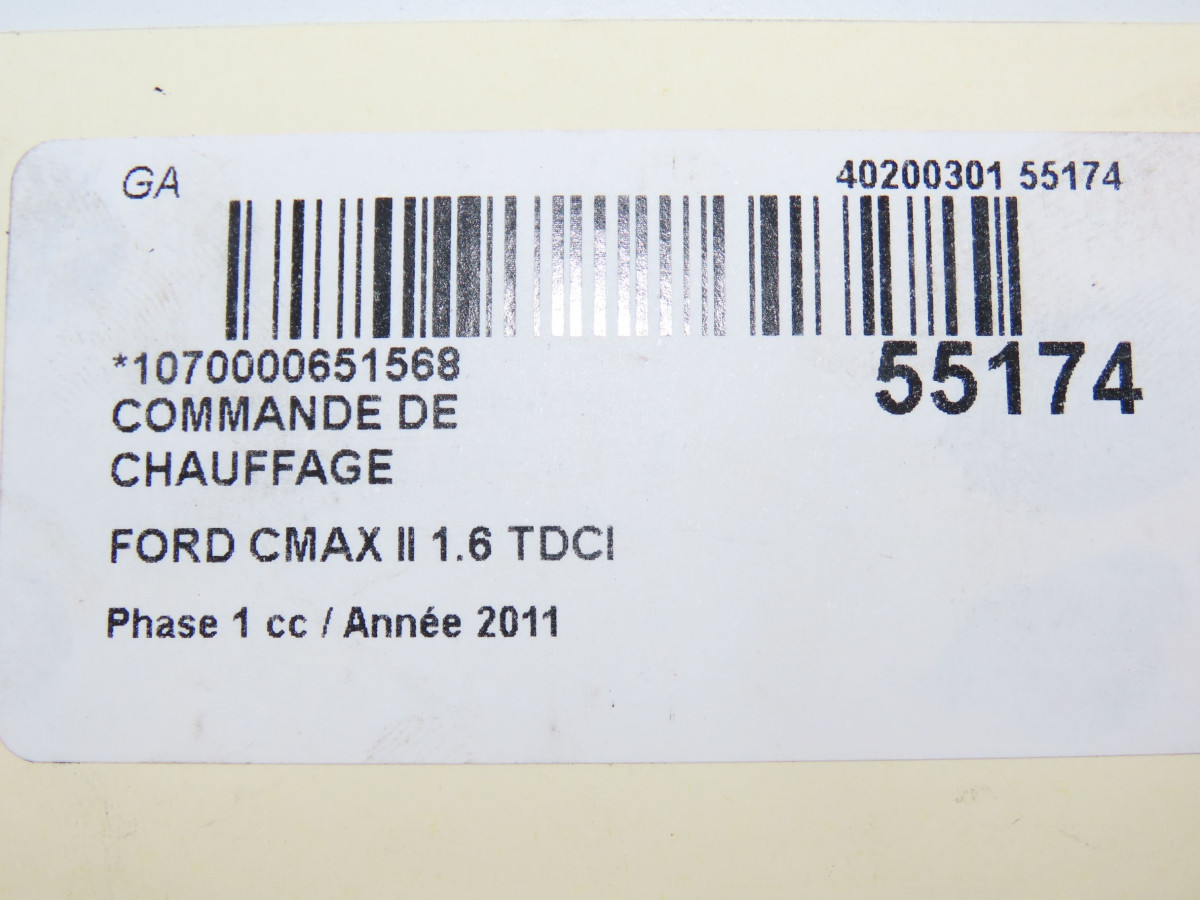 GA
40200301 55174
*1070000651568
55174
COMMANDE DE
CHAUFFAGE
FORD CMAX II 1.6 TDCI
Phase 1 cc / Année 2011